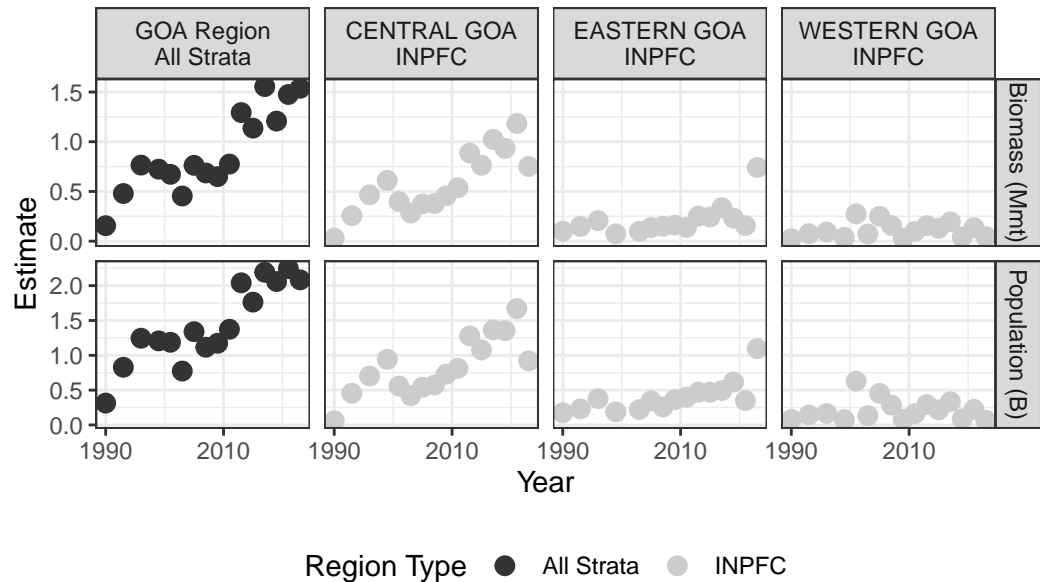 GOA Region
All Strata
CENTRAL GOA
INPFC
EASTERN GOA
INPFC
WESTERN GOA
INPFC
1.5
1.0
0.5
0.0
Biomass (Mmt)
2.0
1.5
1.0
0.5
0.0
Population (B)
Estimate
1990 2010 1990 2010 1990 2010 1990 2010
Year
Region Type All Strata INPFC